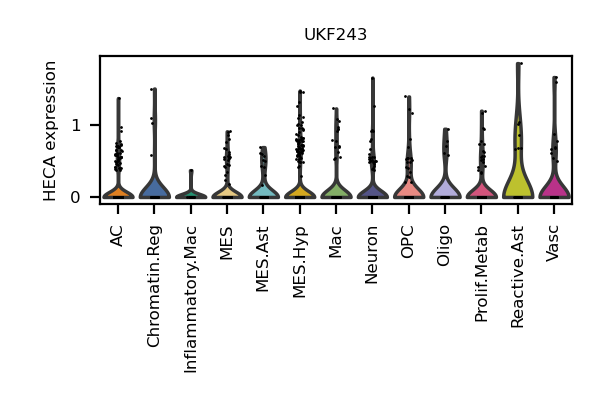 UKF243
HECA expression
1
0
AC
Chromatin.Reg
Inflammatory.Mac
MES
MES.Ast
MES.Hyp
Mac
Neuron
OPC
Oligo
Prolif.Metab
Reactive.Ast
Vasc